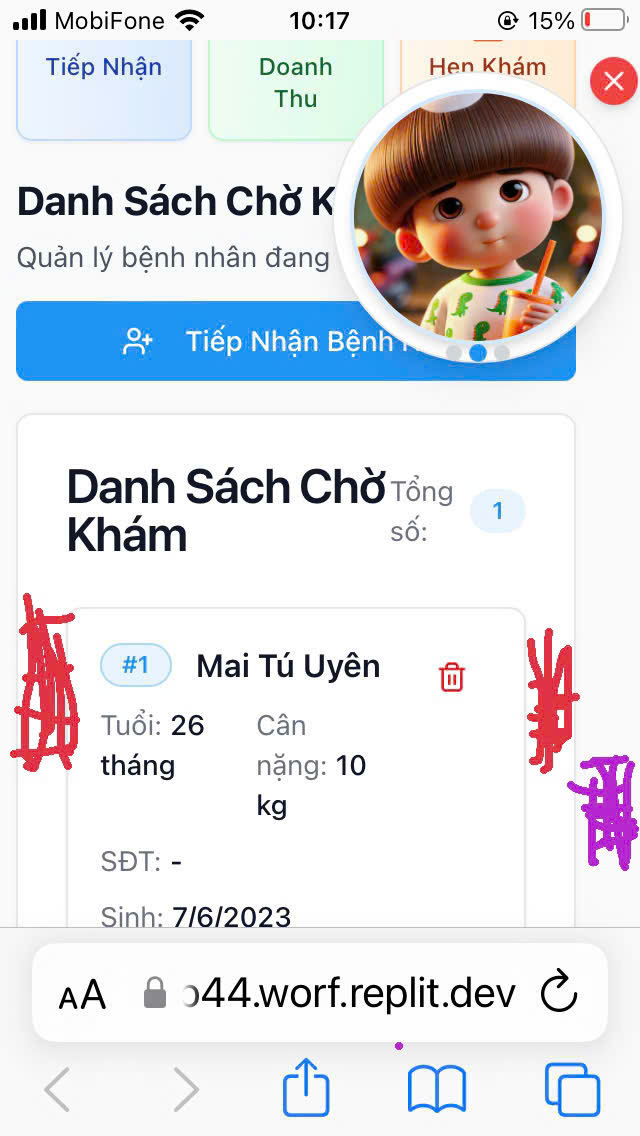 MobiFone 10:17 15%
Tiếp Nhận
Doanh
Thu
Hẹn Khám
Danh Sách Chờ K
Quản lý bệnh nhân đang
Tiếp Nhận Bệnh
Danh Sách Chờ
Khám
Tổng
số:
1
#1 Mai Tú Uyên
Tuổi: 26
tháng
Cân
nặng: 10
kg
SĐT: -
Sinh: 7/6/2023
AA 44.worf.replit.dev